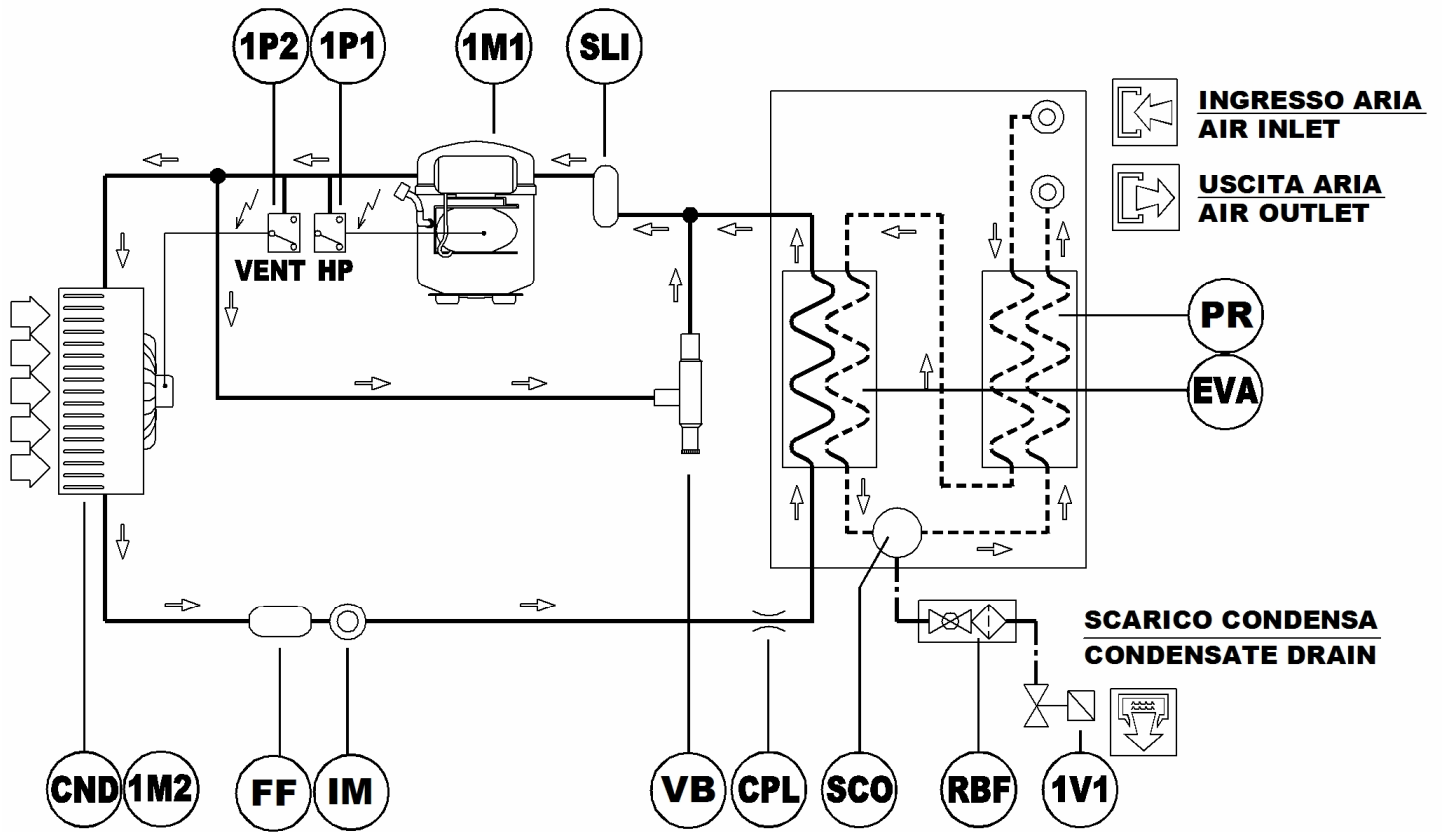 1P2
1P1
1M1
SLI
INGRESSO ARIA
AIR INLET
USCITA ARIA
AIR OUTLET
VENT
HP
PR
EVA
SCARICO CONDENSA
CONDENSATE DRAIN
CND
1M2
FF
IM
VB
CPL
SCO
RBF
1V1